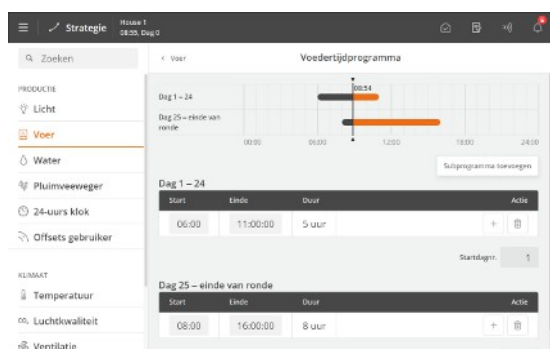 Strategie
House 1
08:55, Dag 0
6
Zoeken
PRODUCTIE
Licht
Voer
Water
Pluimveeweger
24-uurs klok
Offsets gebruiker
KLIMAAT
Temperatuur
CO₂ Luchtkwaliteit
Ventilatie
< Voer
Voedertijdprogramma
08:54
Dag 1 – 24
Dag 25 – einde van
ronde
00:00 06:00 12:00 18:00 24:00
Subprogramma toevoegen
Dag 1 – 24
Start Einde Duur Actie
06:00 11:00:00 5 uur +
Startdagnr. 1
Dag 25 – einde van ronde
Start Einde Duur Actie
08:00 16:00:00 8 uur +